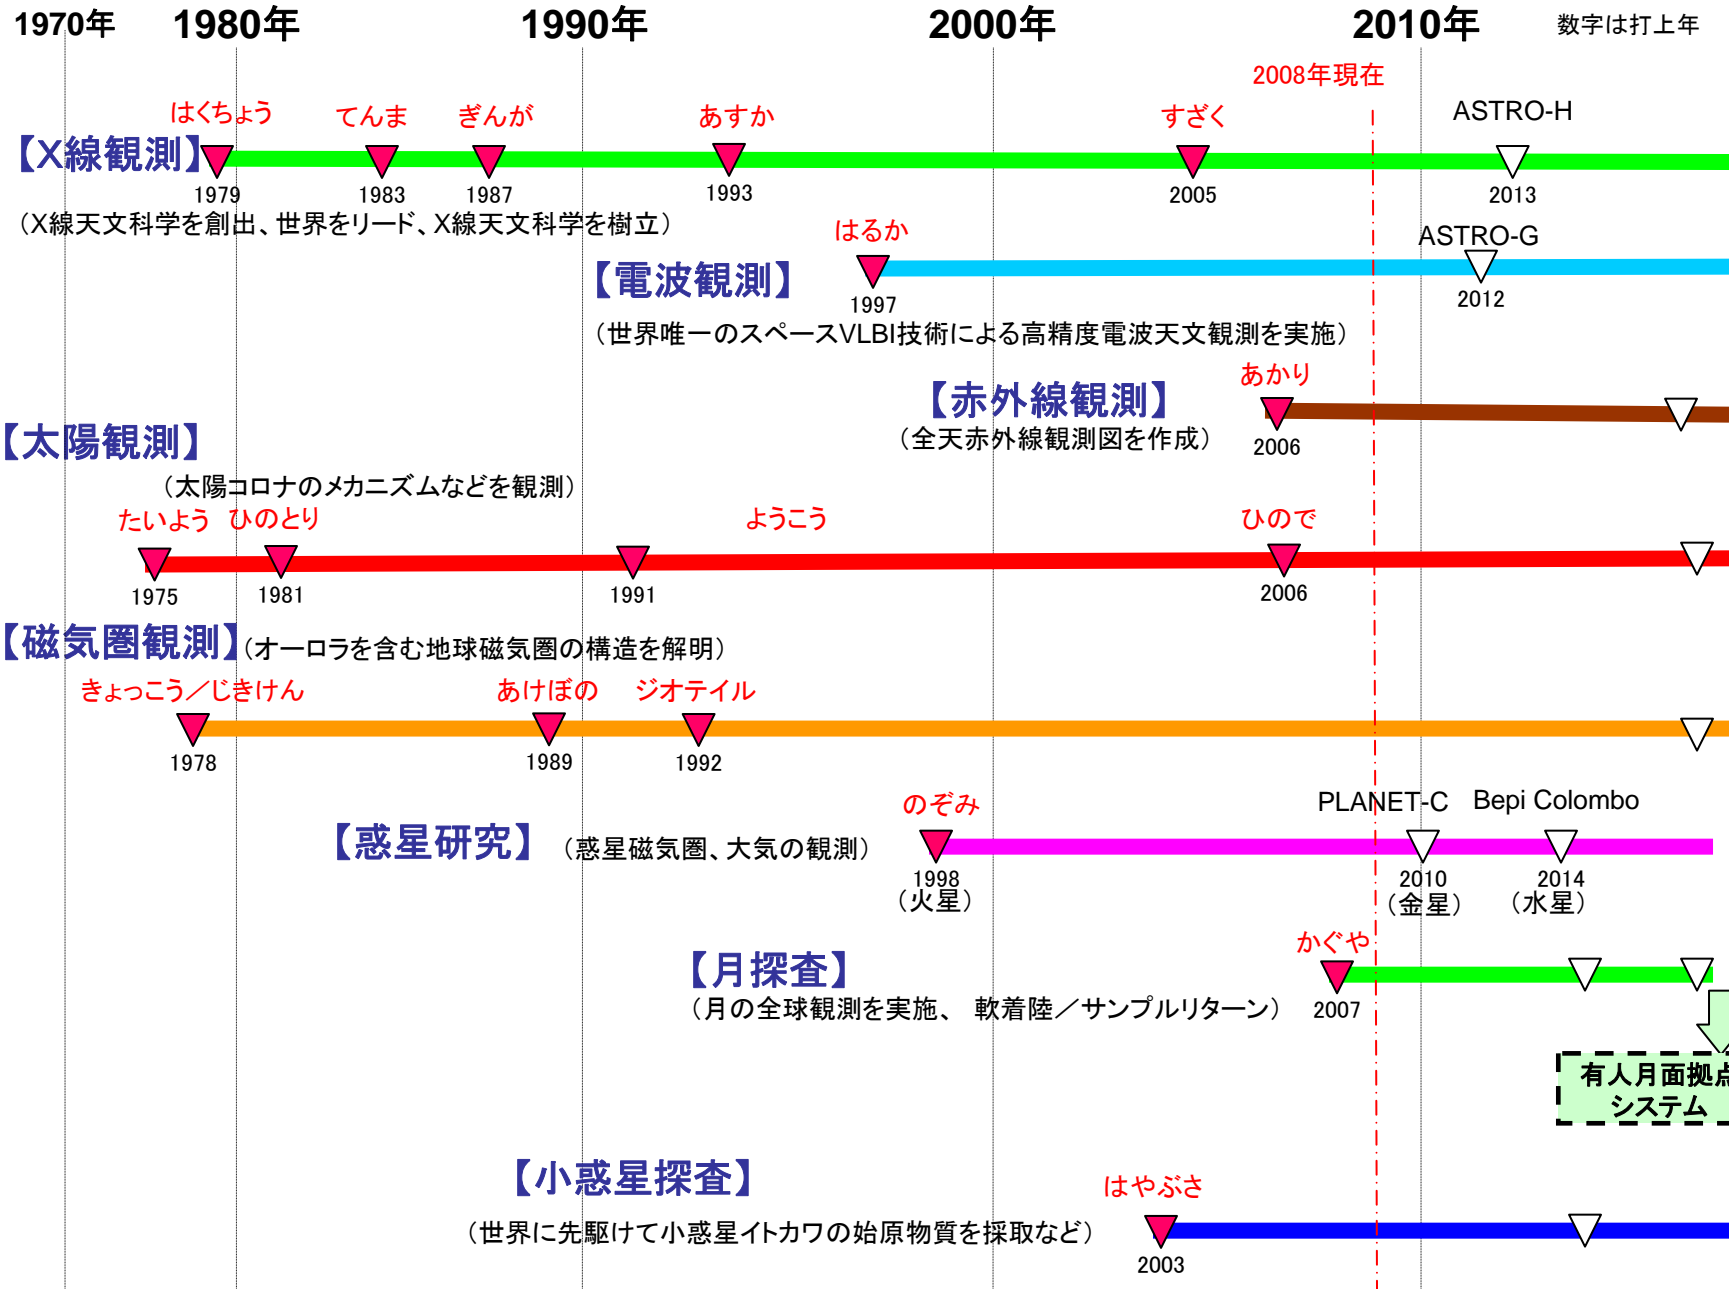 1970年 1980年 1990年 2000年 2010年 数字は打上年
2008年現在
はくちょう てんま ぎんが あすか すざく ASTRO-H
【X線観測】
1979 1983 1987 1993 2005 2013
（X線天文科学を創出、世界をリード、X線天文科学を樹立）
はるか ASTRO-G
【電波観測】
1997 2012
（世界唯一のスペースVLBI技術による高精度電波天文観測を実施）
あかり
【赤外線観測】
（全天赤外線観測図を作成）
2006
【太陽観測】
（太陽コロナのメカニズムなどを観測）
たいよう ひのとり ようこう ひので
1975 1981 1991 2006
【磁気圏観測】（オーロラを含む地球磁気圏の構造を解明）
きょっこう／じきけん あけぼの ジオテイル
1978 1989 1992
のぞみ PLANET-C Bepi Colombo
【惑星研究】 （惑星磁気圏、大気の観測）
1998 2010 2014
（火星） （金星） （水星）
かぐや
【月探査】
（月の全球観測を実施、 軟着陸／サンプルリターン） 2007
有人月面拠点
システム
【小惑星探査】
はやぶさ
（世界に先駆けて小惑星イトカワの始原物質を採取など）
2003